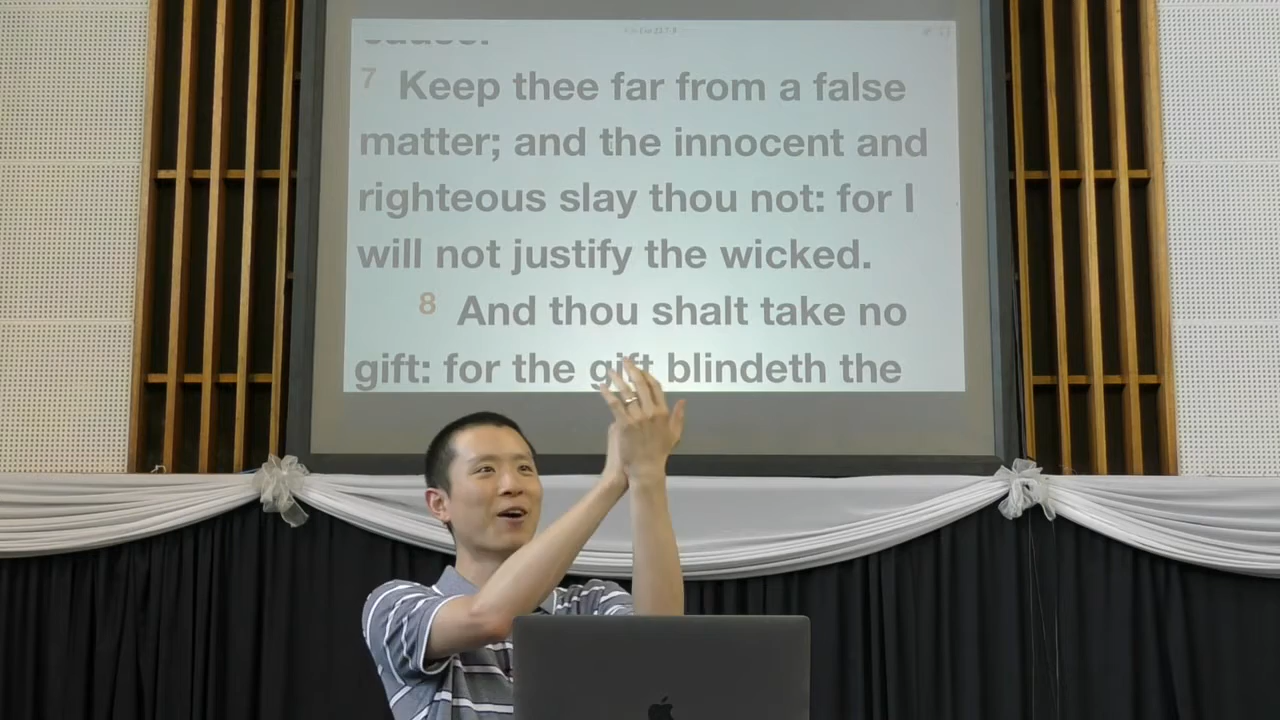 7 Keep thee far from a false
matter; and the innocent and
righteous slay thou not: for I
will not justify the wicked.
8 And thou shalt take no
gift: for the gift blindeth the